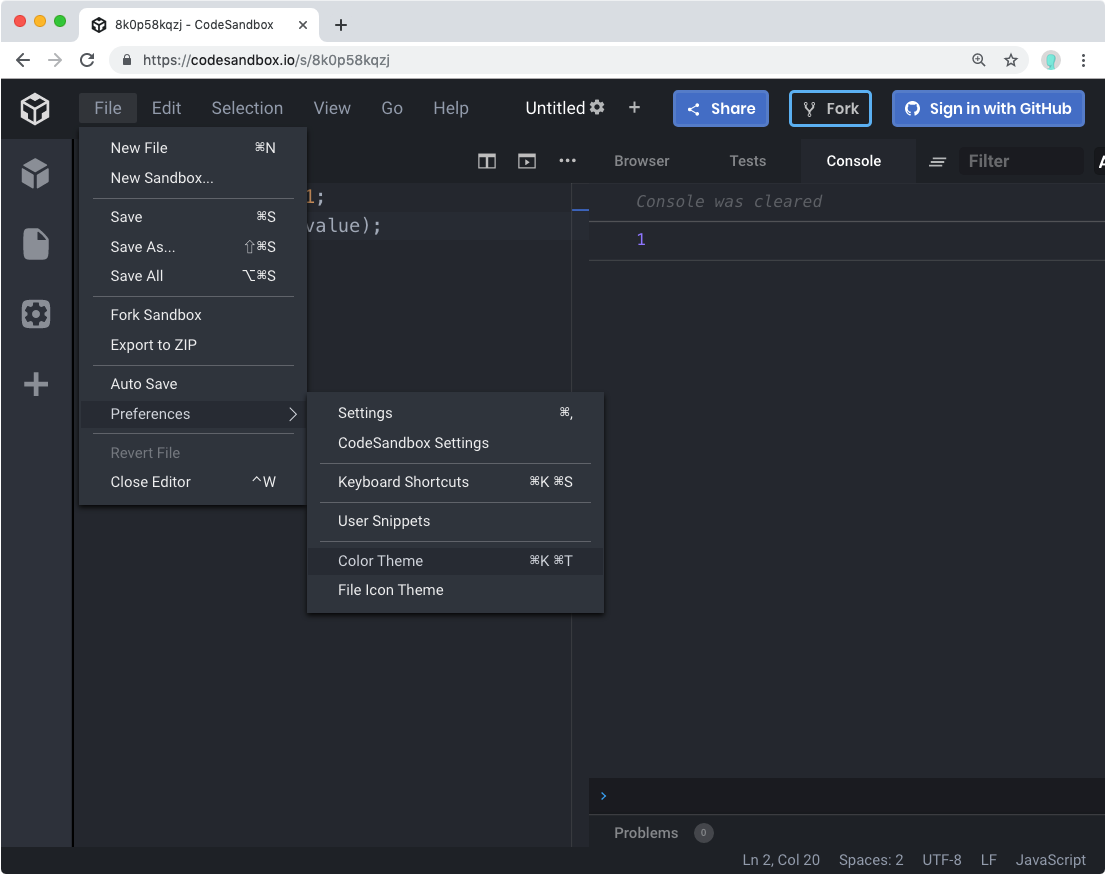 8k0p58kqzj - CodeSandbox
https://codesandbox.io/s/8k0p58kqzj
File Edit Selection View Go Help Untitled Share Fork Sign in with GitHub
New File ⌘N
New Sandbox...
Save ⌘S
Save As... ⇧⌘S
Save All ⌥⌘S
Fork Sandbox
Export to ZIP
Auto Save
Preferences
Revert File
Close Editor ^W
Settings ⌘,
CodeSandbox Settings
Keyboard Shortcuts ⌘K ⌘S
User Snippets
Color Theme ⌘K ⌘T
File Icon Theme
1;
value);
Browser Tests Console Filter
Console was cleared
1
Problems 0
Ln 2, Col 20 Spaces: 2 UTF-8 LF JavaScript